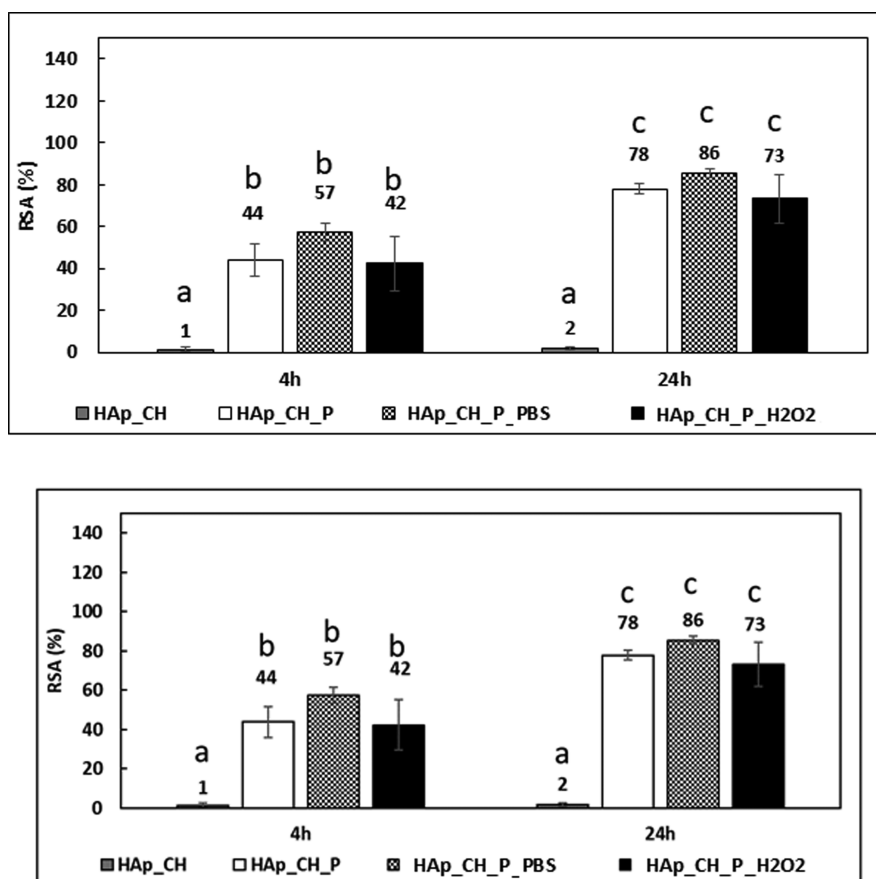 140
120
100
80
60
40
20
0
RSA (%)
a
1
b
44
b
57
b
42
a
2
c
78
c
86
c
73
4h
24h
HAp_CH
HAp_CH_P
HAp_CH_P_PBS
HAp_CH_P_H2O2
140
120
100
80
60
40
20
0
RSA (%)
a
1
b
44
b
57
b
42
a
2
c
78
c
86
c
73
4h
24h
HAp_CH
HAp_CH_P
HAp_CH_P_PBS
HAp_CH_P_H2O2